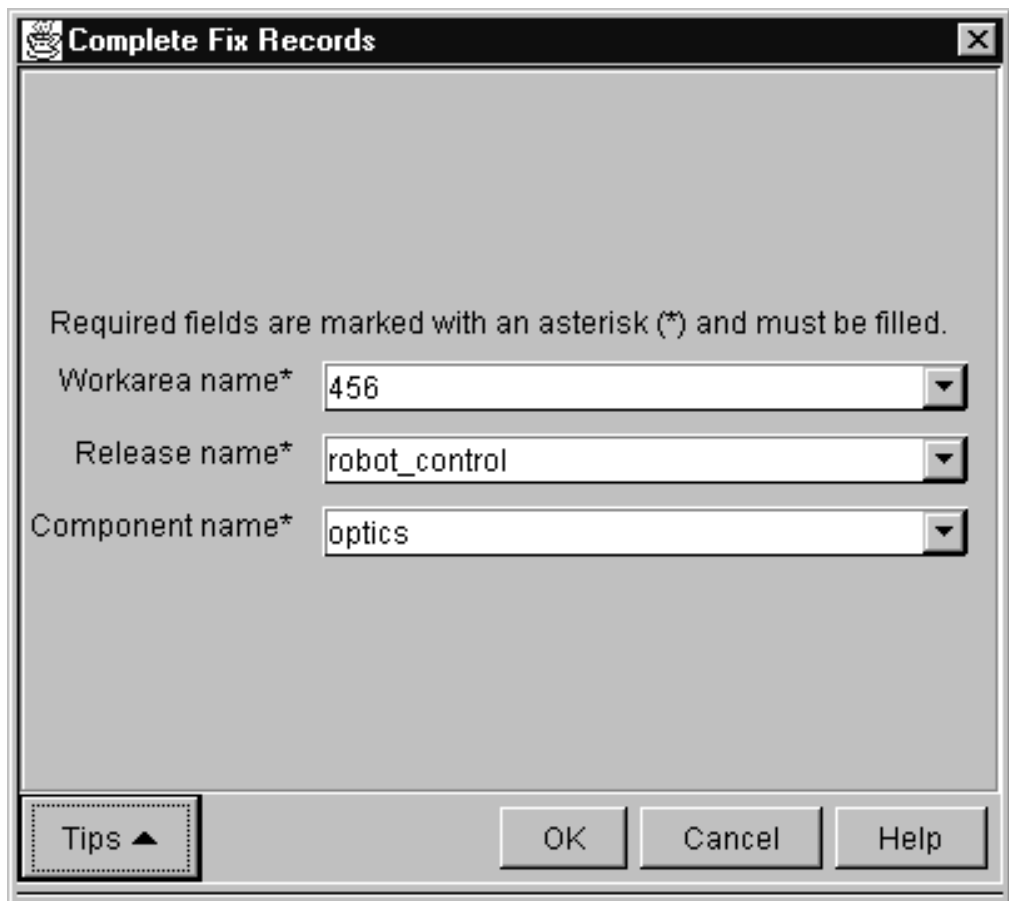 Complete Fix Records
Required fields are marked with an asterisk (*) and must be filled.
Workarea name* 456
Release name* robot_control
Component name* optics
Tips OK Cancel Help